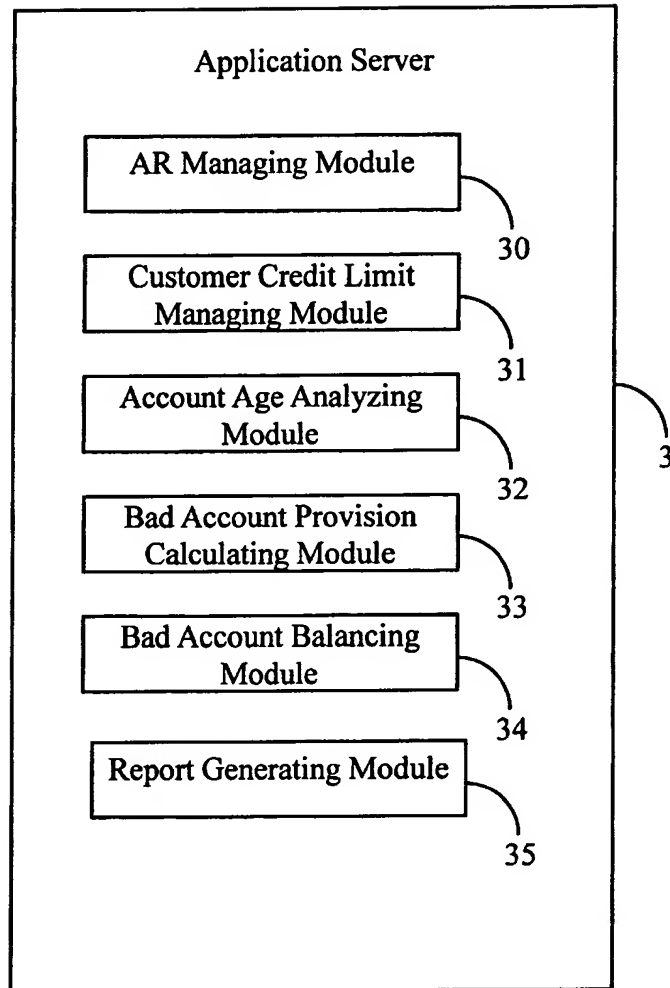 Application Server
AR Managing Module
30
Customer Credit Limit
Managing Module
31
Account Age Analyzing
Module
32
3
Bad Account Provision
Calculating Module
33
Bad Account Balancing
Module
34
Report Generating Module
35